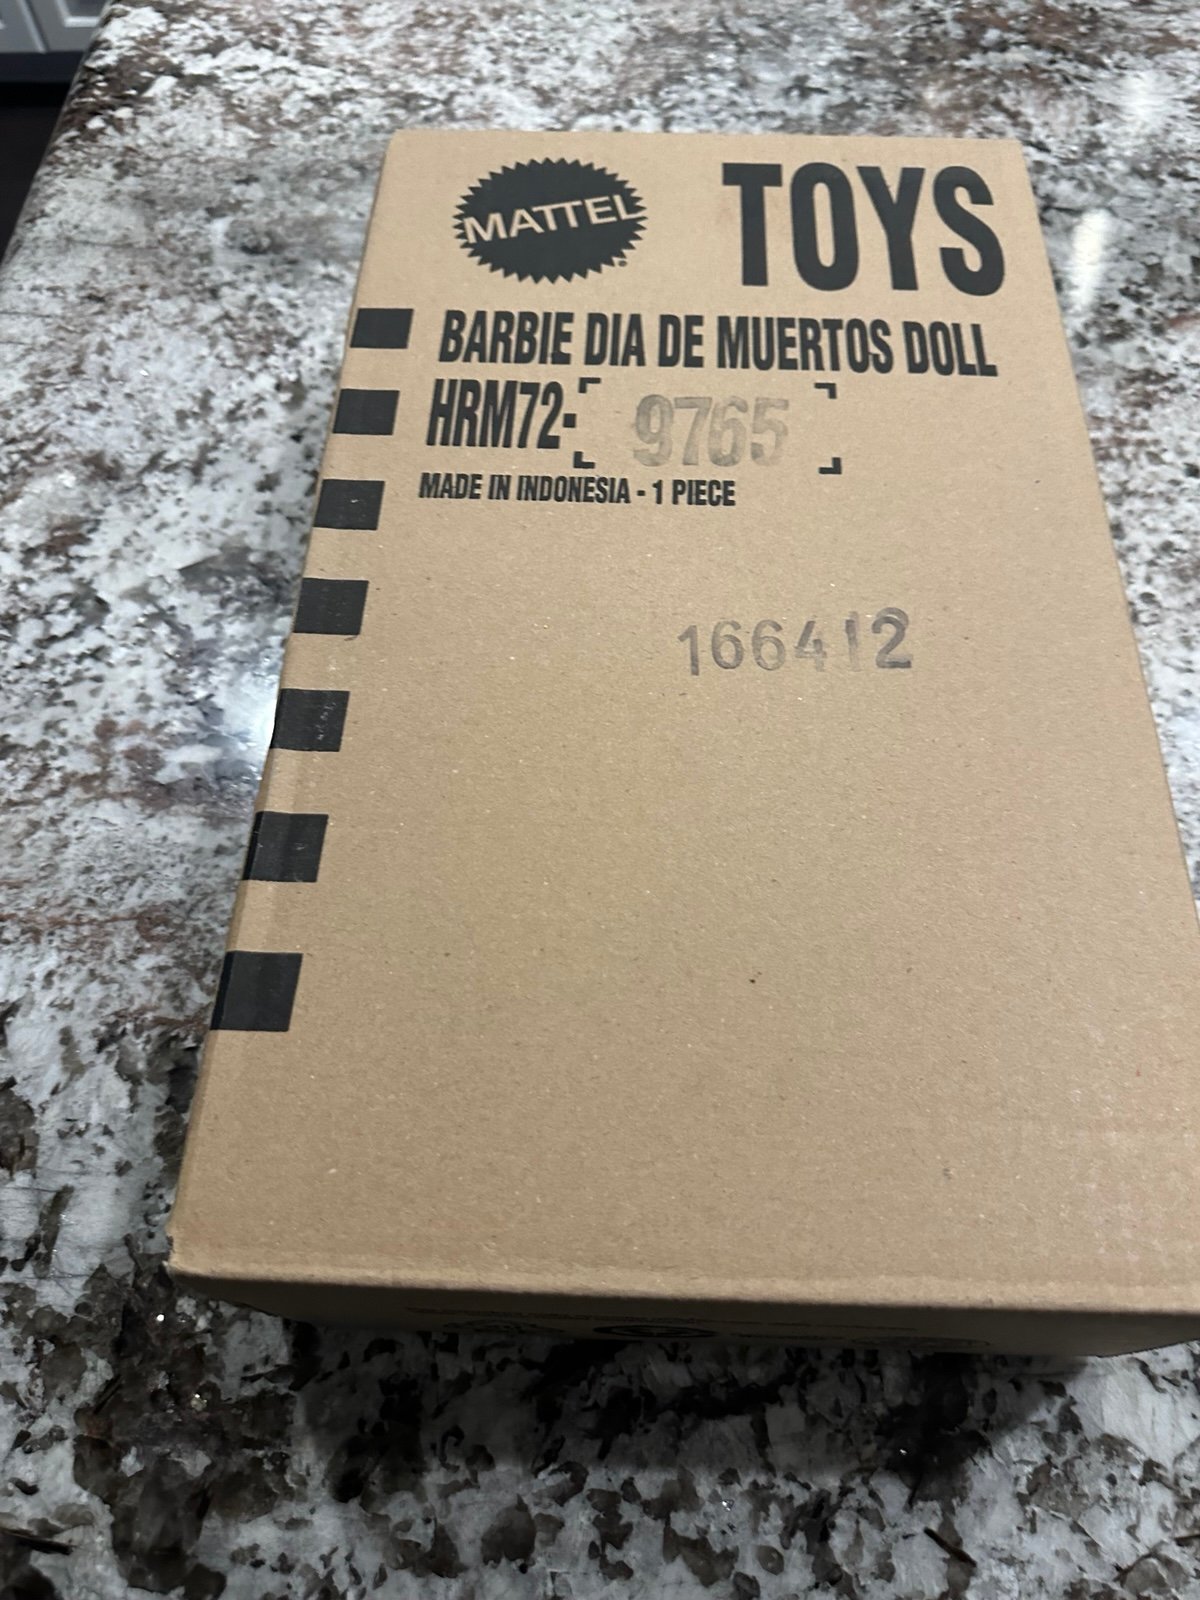 MATTEL
TOYS
BARBIE DIA DE MUERTOS DOLL
HRM72- 9765
MADE IN INDONESIA - 1 PIECE
166412